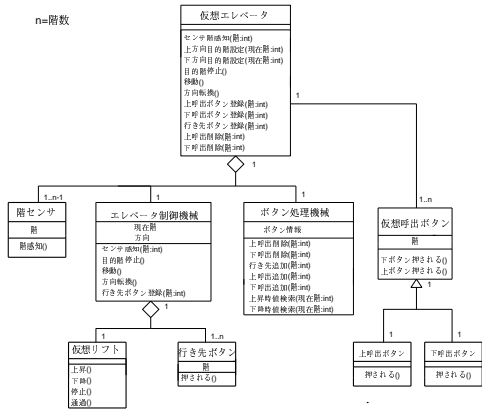 n=階数
仮想エレベータ
センサ階感知(階:int)
上方向目的階設定(現在階:int)
下方向目的階設定(現在階:int)
目的階停止()
移動()
方向転換()
上呼出ボタン登録(階:int)
下呼出ボタン登録(階:int)
行き先ボタン登録(階:int)
上呼出削除(階:int)
下呼出削除(階:int)
1
1
1..n-1
1
1
1..n
階センサ
階
階感知()
エレベータ制御機械
現在階
方向
センサ感知(階:int)
目的階停止()
移動()
方向転換()
行き先ボタン登録(階:int)
ボタン処理機械
ボタン情報
上呼出削除(階:int)
下呼出削除(階:int)
行き先追加(階:int)
上呼出追加(階:int)
下呼出追加(階:int)
上昇時値検索(現在階:int)
下降時値検索(現在階:int)
仮想呼出ボタン
階
下ボタン押される()
上ボタン押される()
1
1
1
1..n
1
1
仮想リフト
上昇()
下降()
停止()
通過()
行き先ボタン
階
押される()
上呼出ボタン
押される()
下呼出ボタン
押される()